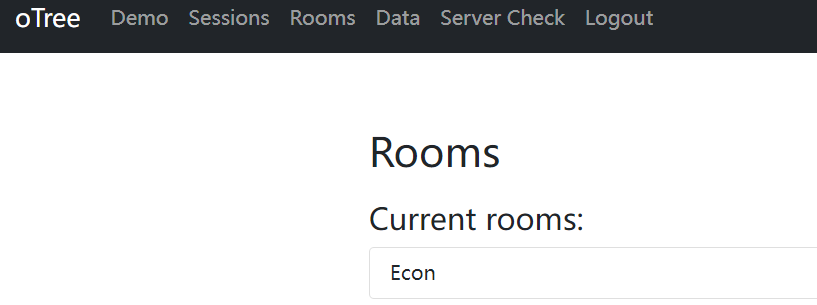 oTree Demo Sessions Rooms Data Server Check Logout
Rooms
Current rooms:
Econ